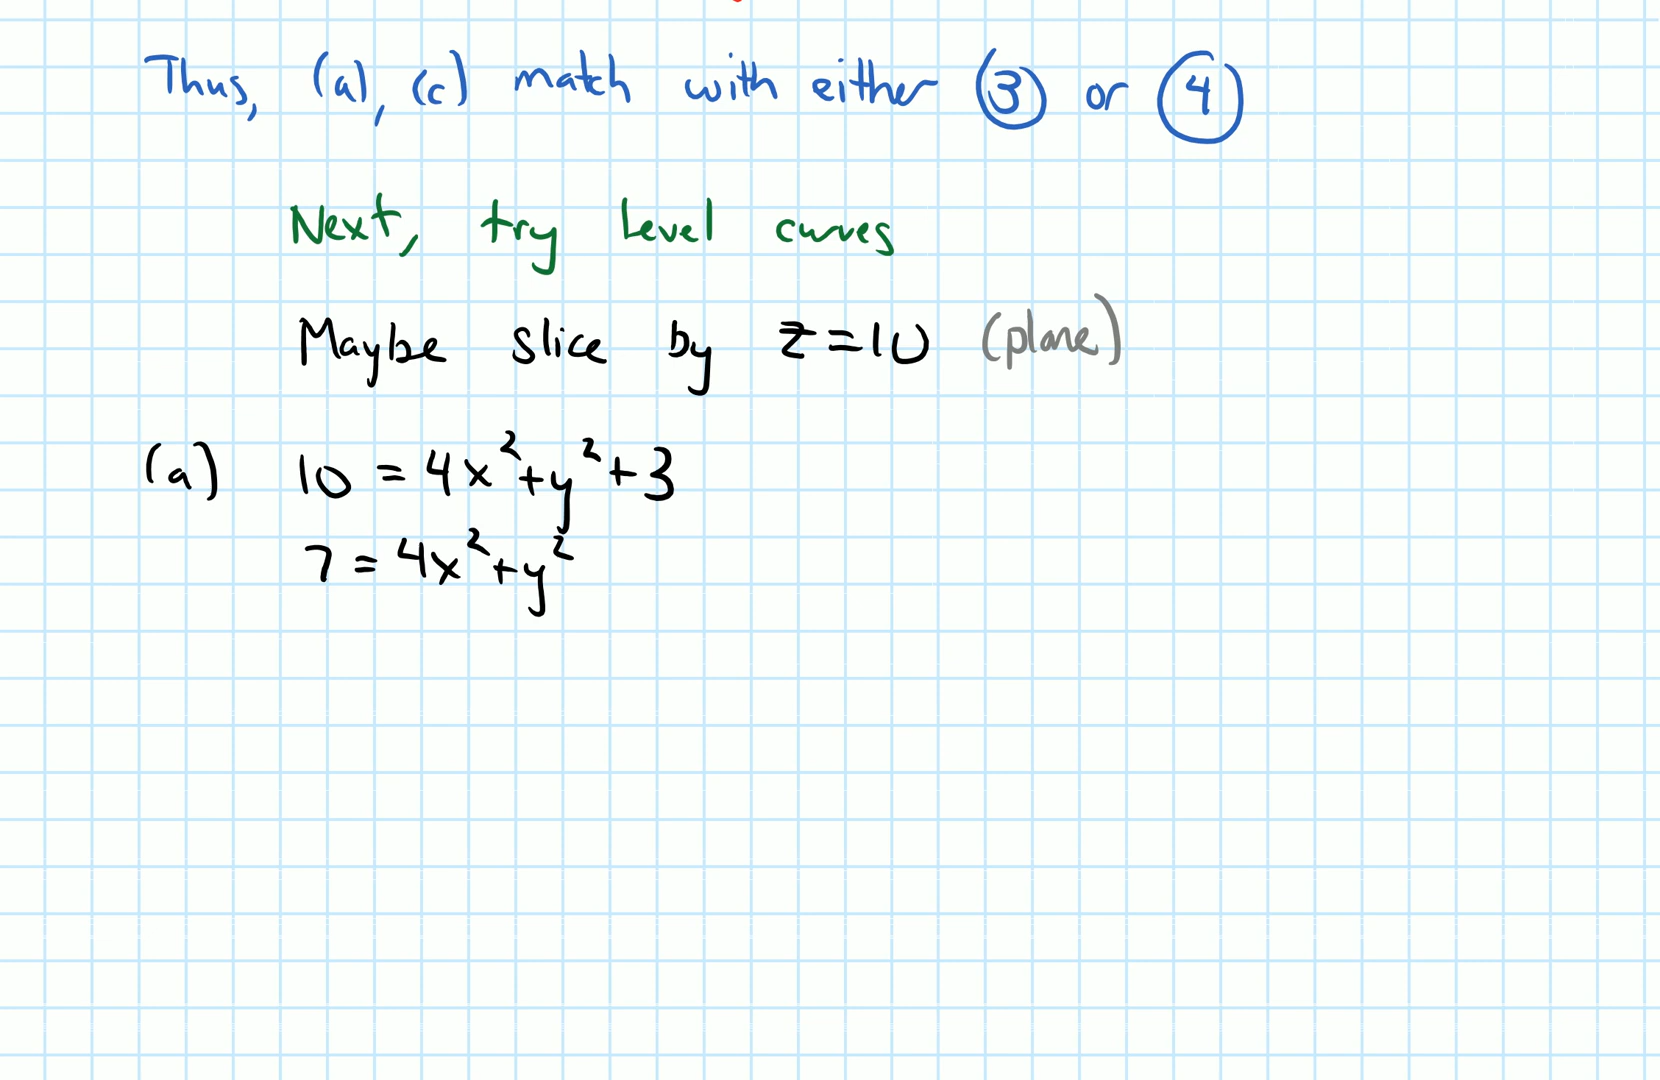 Thus, (a), (c) match with either ③ or ④
Next, try Level curves
Maybe slice by z=10 (plane)
(a) 10 = 4x²+y²+3
7 = 4x²+y²